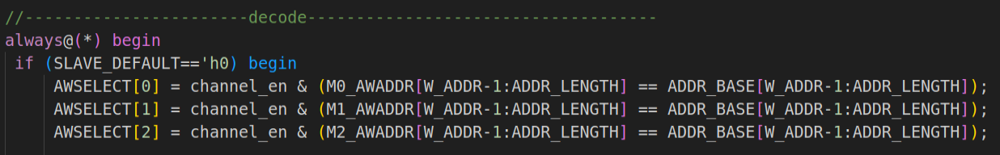 //-----------------------decode------------------------------------
always@(*) begin
if (SLAVE_DEFAULT=='h0) begin
AWSELECT[0] = channel_en & (M0_AWADDR[W_ADDR-1:ADDR_LENGTH] == ADDR_BASE[W_ADDR-1:ADDR_LENGTH]);
AWSELECT[1] = channel_en & (M1_AWADDR[W_ADDR-1:ADDR_LENGTH] == ADDR_BASE[W_ADDR-1:ADDR_LENGTH]);
AWSELECT[2] = channel_en & (M2_AWADDR[W_ADDR-1:ADDR_LENGTH] == ADDR_BASE[W_ADDR-1:ADDR_LENGTH]);